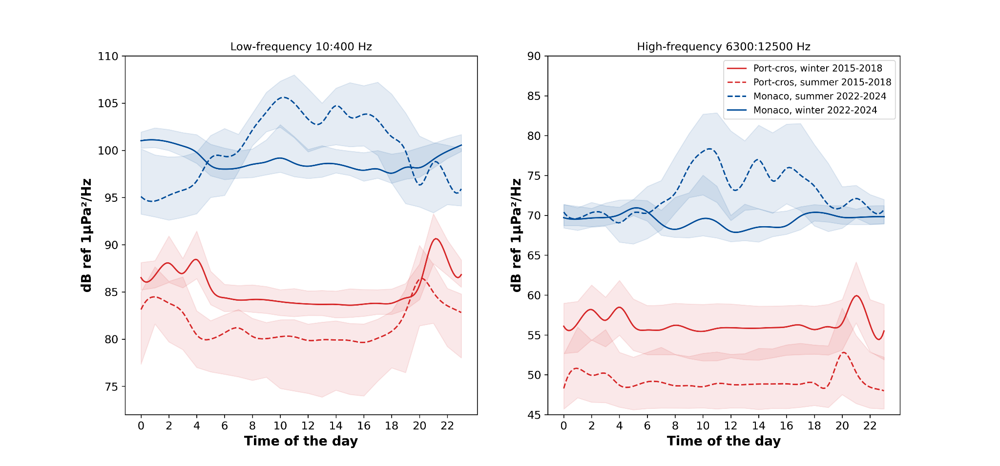 Low-frequency 10:400 Hz
110
105
100
95
90
85
80
75
dB ref 1µPa²/Hz
0 2 4 6 8 10 12 14 16 18 20 22
Time of the day
High-frequency 6300:12500 Hz
90
85
80
75
70
65
60
55
50
45
dB ref 1µPa²/Hz
Port-cros, winter 2015-2018
Port-cros, summer 2015-2018
Monaco, summer 2022-2024
Monaco, winter 2022-2024
0 2 4 6 8 10 12 14 16 18 20 22
Time of the day